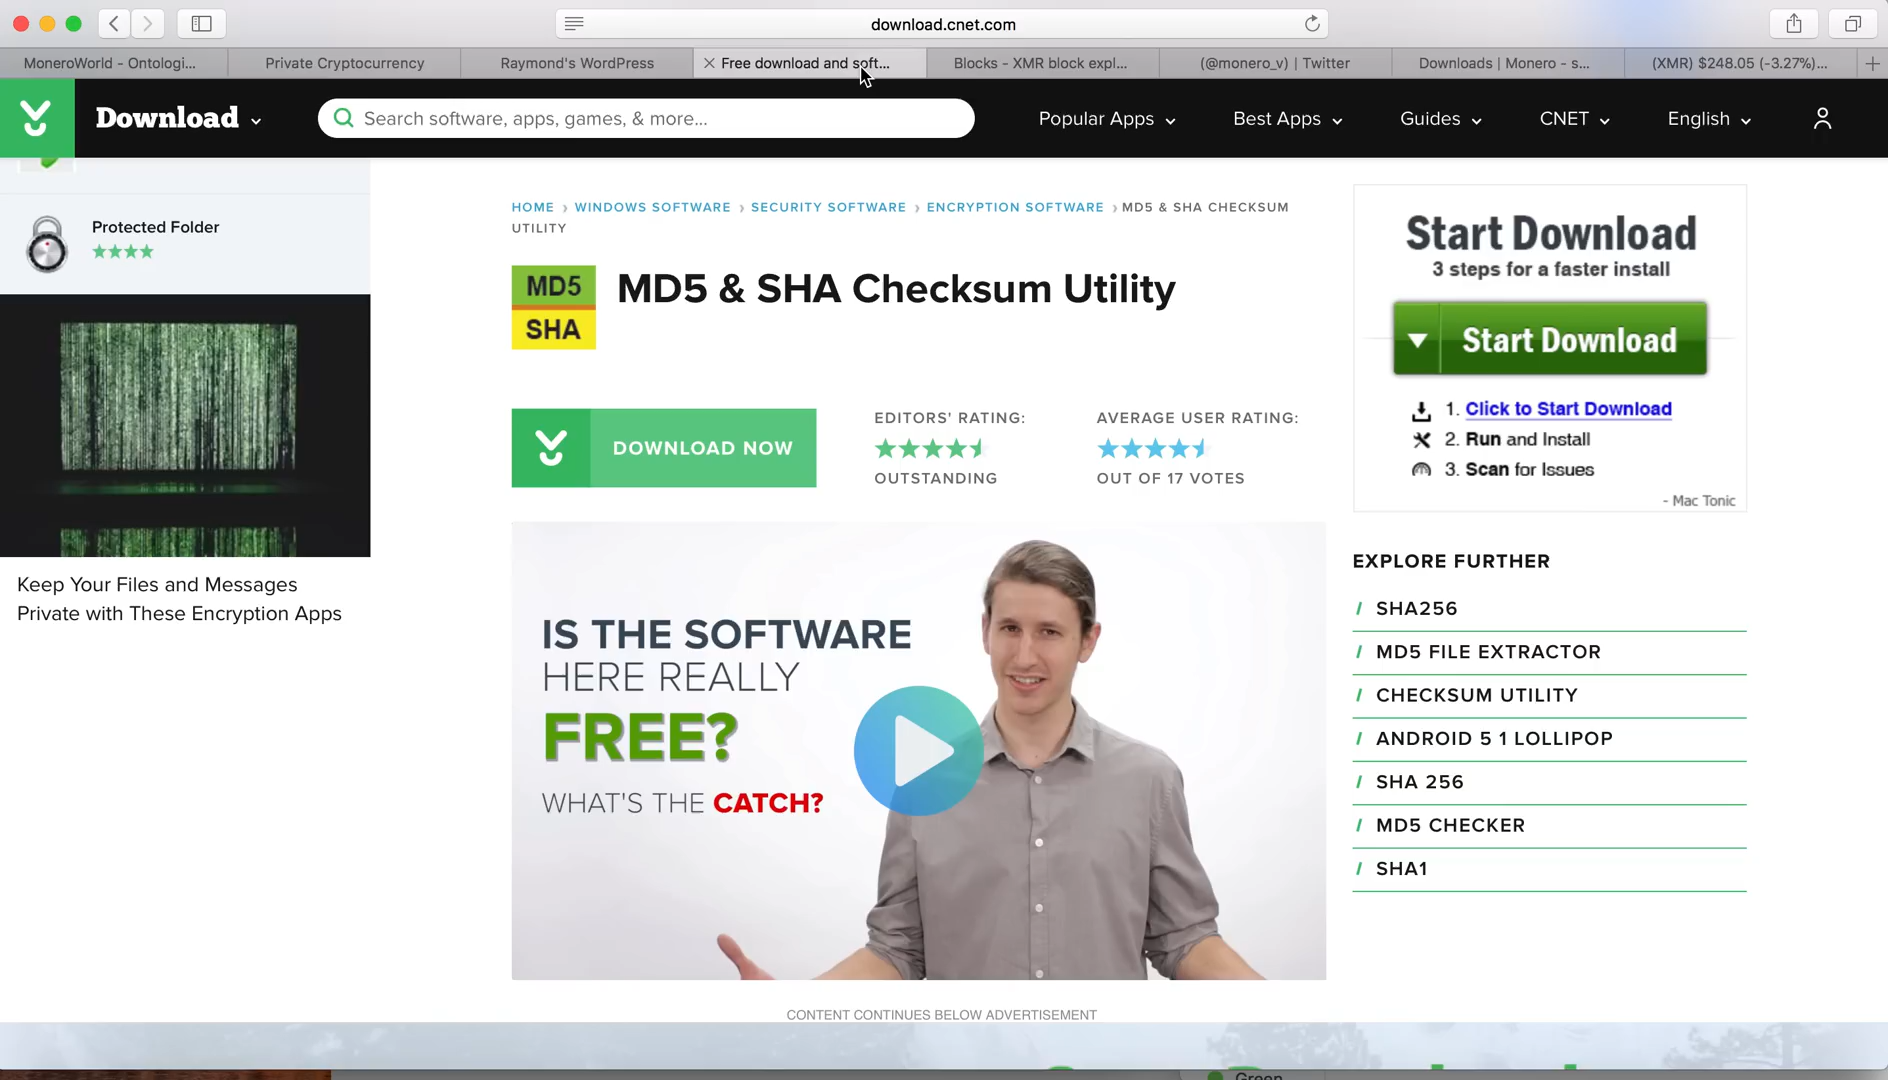 download.cnet.com
MoneroWorld - Ontologi...
Private Cryptocurrency
Raymond's WordPress
Free download and soft...
Blocks - XMR block expl...
(@monero_v) | Twitter
Downloads | Monero - s...
(XMR) $248.05 (-3.27%)...
Download
Search software, apps, games, & more...
Popular Apps
Best Apps
Guides
CNET
English
Protected Folder
Keep Your Files and Messages
Private with These Encryption Apps
HOME › WINDOWS SOFTWARE › SECURITY SOFTWARE › ENCRYPTION SOFTWARE › MD5 & SHA CHECKSUM
UTILITY
MD5
SHA
MD5 & SHA Checksum Utility
DOWNLOAD NOW
EDITORS' RATING:
OUTSTANDING
AVERAGE USER RATING:
OUT OF 17 VOTES
IS THE SOFTWARE
HERE REALLY
FREE?
WHAT'S THE CATCH?
CONTENT CONTINUES BELOW ADVERTISEMENT
Start Download
3 steps for a faster install
Start Download
1. Click to Start Download
2. Run and Install
3. Scan for Issues
- Mac Tonic
EXPLORE FURTHER
/ SHA256
/ MD5 FILE EXTRACTOR
/ CHECKSUM UTILITY
/ ANDROID 5 1 LOLLIPOP
/ SHA 256
/ MD5 CHECKER
/ SHA1
Green